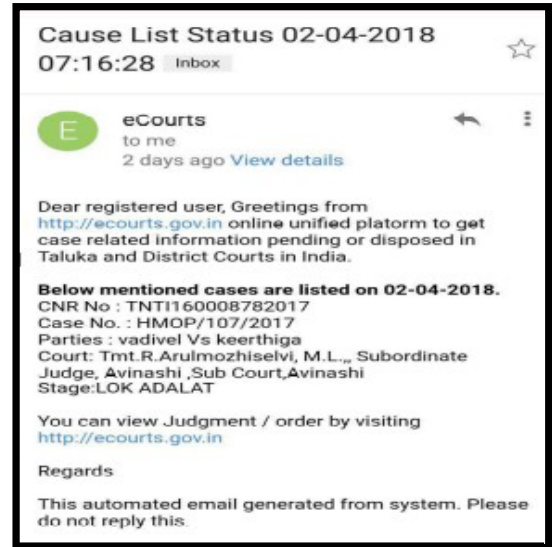 Cause List Status 02-04-2018
07:16:28 Inbox
E
eCourts
to me
2 days ago View details
Dear registered user, Greetings from
http://ecourts.gov.in online unified platorm to get
case related information pending or disposed in
Taluka and District Courts in India.
Below mentioned cases are listed on 02-04-2018.
CNR No : TNTI160008782017
Case No. : HMOP/107/2017
Parties : vadivel Vs keerthiga
Court: Tmt.R.Arulmozhiselvi, M.L.,, Subordinate
Judge, Avinashi ,Sub Court,Avinashi
Stage:LOK ADALAT
You can view Judgment / order by visiting
http://ecourts.gov.in
Regards
This automated email generated from system. Please
do not reply this.